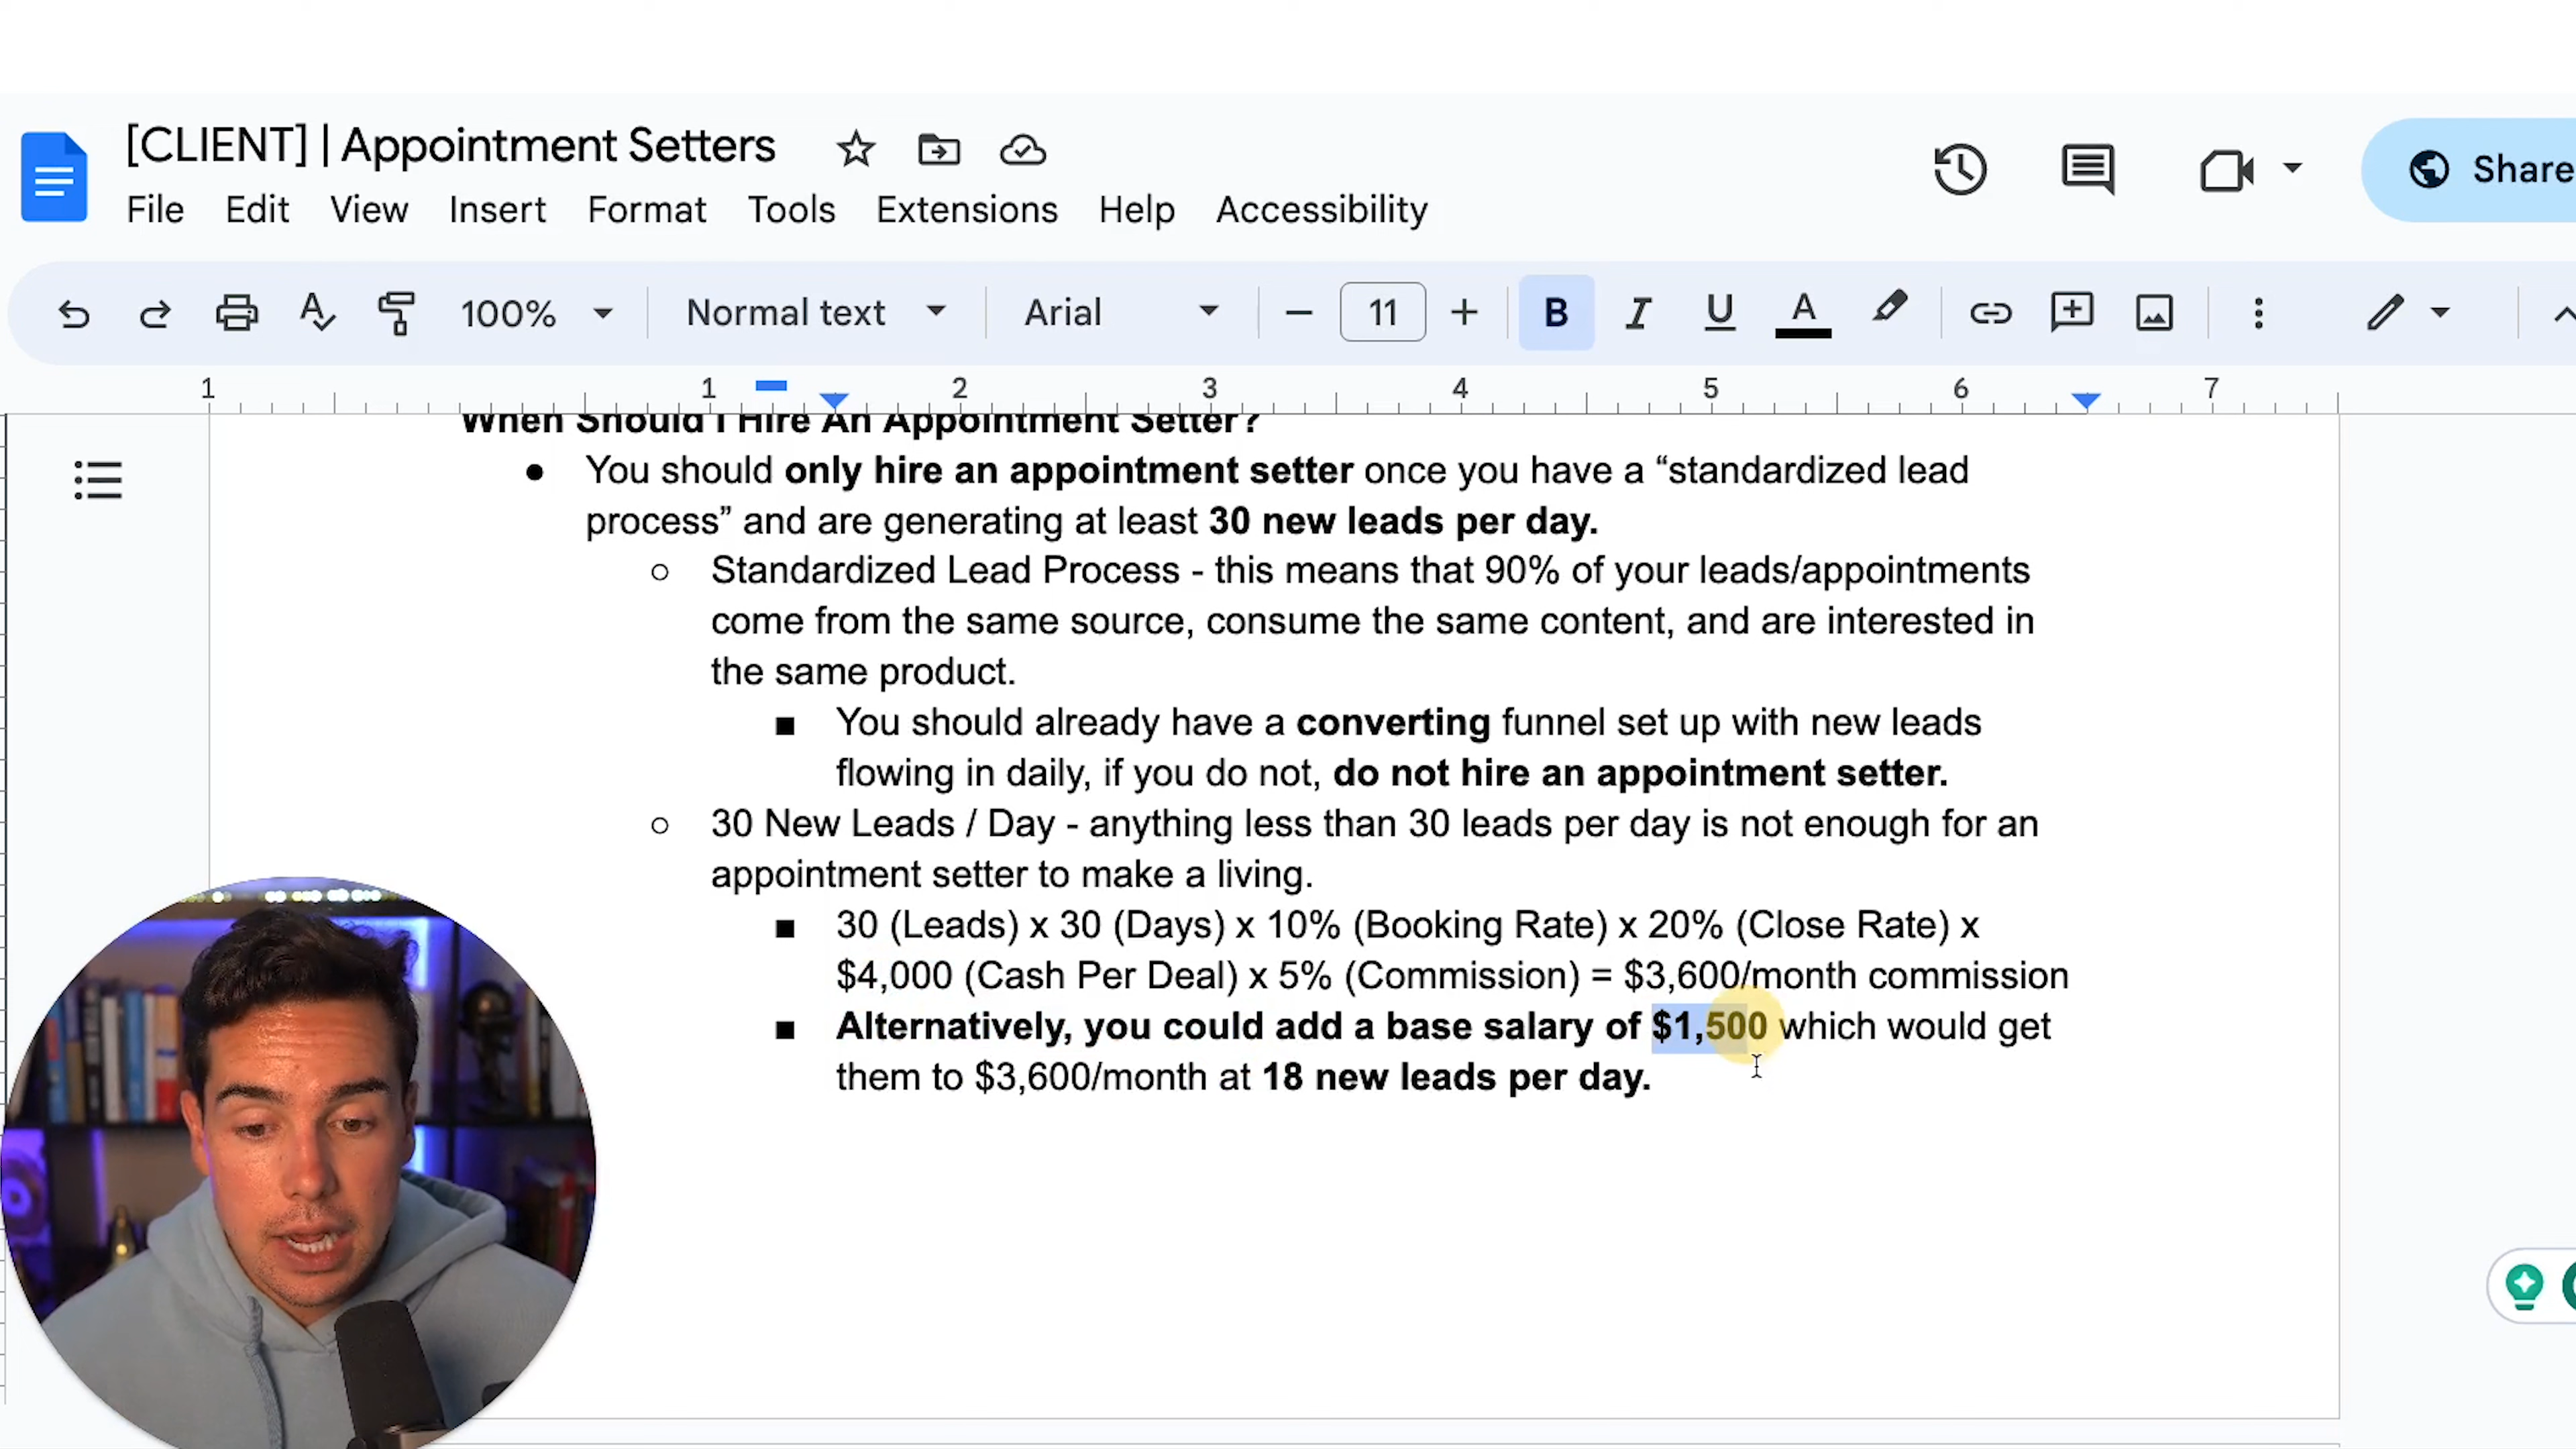 [CLIENT] | Appointment Setters
File Edit View Insert Format Tools Extensions Help Accessibility
Share
100% Normal text Arial 11 B I U A
1 1 2 3 4 5 6 7
When Should I Hire An Appointment Setter?
● You should only hire an appointment setter once you have a “standardized lead
process” and are generating at least 30 new leads per day.
○ Standardized Lead Process - this means that 90% of your leads/appointments
come from the same source, consume the same content, and are interested in
the same product.
■ You should already have a converting funnel set up with new leads
flowing in daily, if you do not, do not hire an appointment setter.
○ 30 New Leads / Day - anything less than 30 leads per day is not enough for an
appointment setter to make a living.
■ 30 (Leads) x 30 (Days) x 10% (Booking Rate) x 20% (Close Rate) x
$4,000 (Cash Per Deal) x 5% (Commission) = $3,600/month commission
■ Alternatively, you could add a base salary of $1,500 which would get
them to $3,600/month at 18 new leads per day.